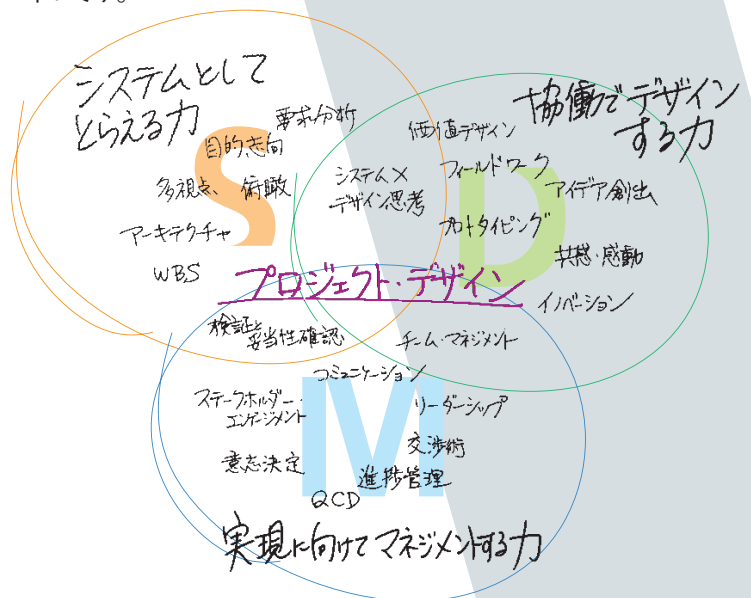 システムとして
とらえる力
要求分析
目的志向
多視点 俯瞰
アーキテクチャ
WBS
S
システム×
デザイン思考
協働でデザイン
する力
価値デザイン
フィールドワーク
アイデア創出
プロトタイピング
共感・感動
イノベーション
D
プロジェクト・デザイン
検証と
妥当性確認
チーム・マネジメント
コミュニケーション
ステークホルダー・
エンゲージメント
リーダーシップ
交渉術
意志決定
進捗管理
QCD
M
実現に向けてマネジメントする力